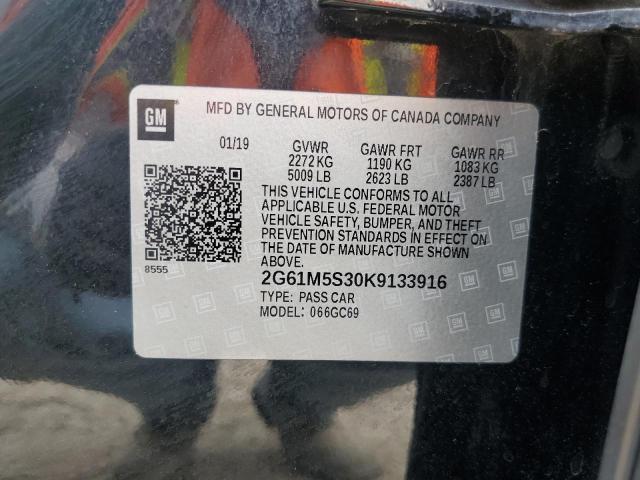 GM
MFD BY GENERAL MOTORS OF CANADA COMPANY
01/19 GVWR GAWR FRT GAWR RR
2272 KG 1190 KG 1083 KG
5009 LB 2623 LB 2387 LB
THIS VEHICLE CONFORMS TO ALL
APPLICABLE U.S. FEDERAL MOTOR
VEHICLE SAFETY, BUMPER, AND THEFT
PREVENTION STANDARDS IN EFFECT ON
THE DATE OF MANUFACTURE SHOWN
ABOVE.
8555
2G61M5S30K9133916
TYPE: PASS CAR
MODEL: 066GC69